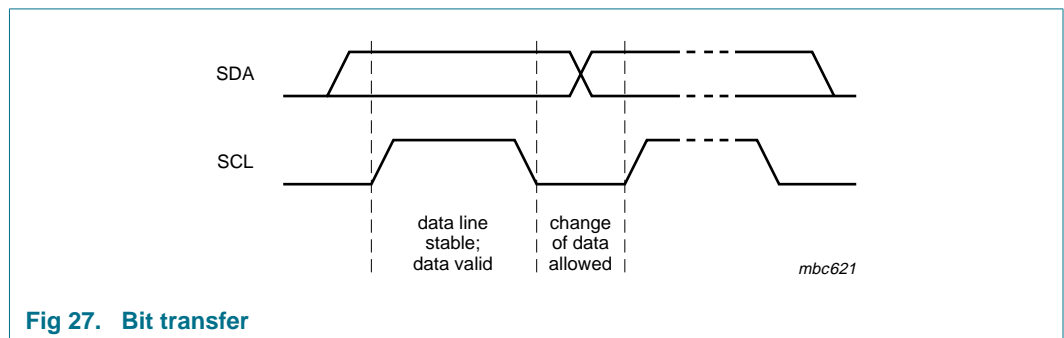 SDA
SCL
data line
stable;
data valid
change
of data
allowed
mbc621
Fig 27. Bit transfer